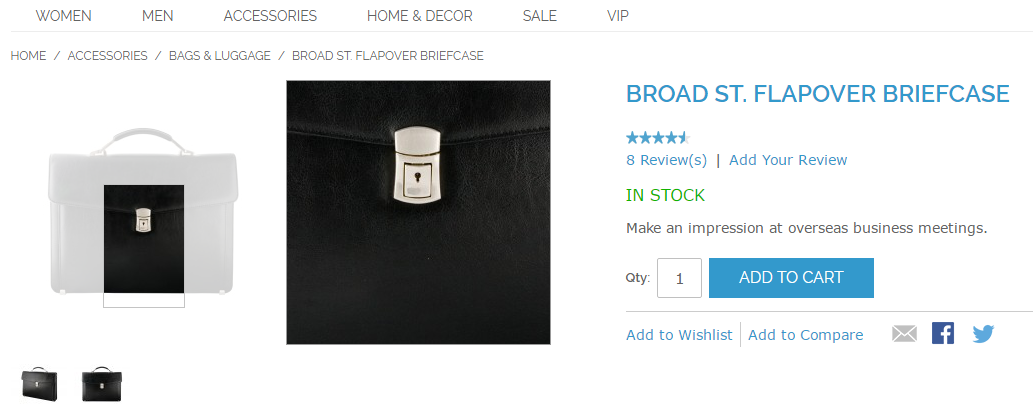 WOMEN MEN ACCESSORIES HOME & DECOR SALE VIP
HOME / ACCESSORIES / BAGS & LUGGAGE / BROAD ST. FLAPOVER BRIEFCASE
BROAD ST. FLAPOVER BRIEFCASE
8 Review(s) | Add Your Review
IN STOCK
Make an impression at overseas business meetings.
Qty: 1 ADD TO CART
Add to Wishlist Add to Compare